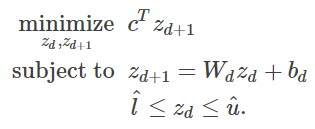 minimize c^T z_{d+1}
z_d, z_{d+1}
subject to z_{d+1} = W_d z_d + b_d
l̂ ≤ z_d ≤ û.